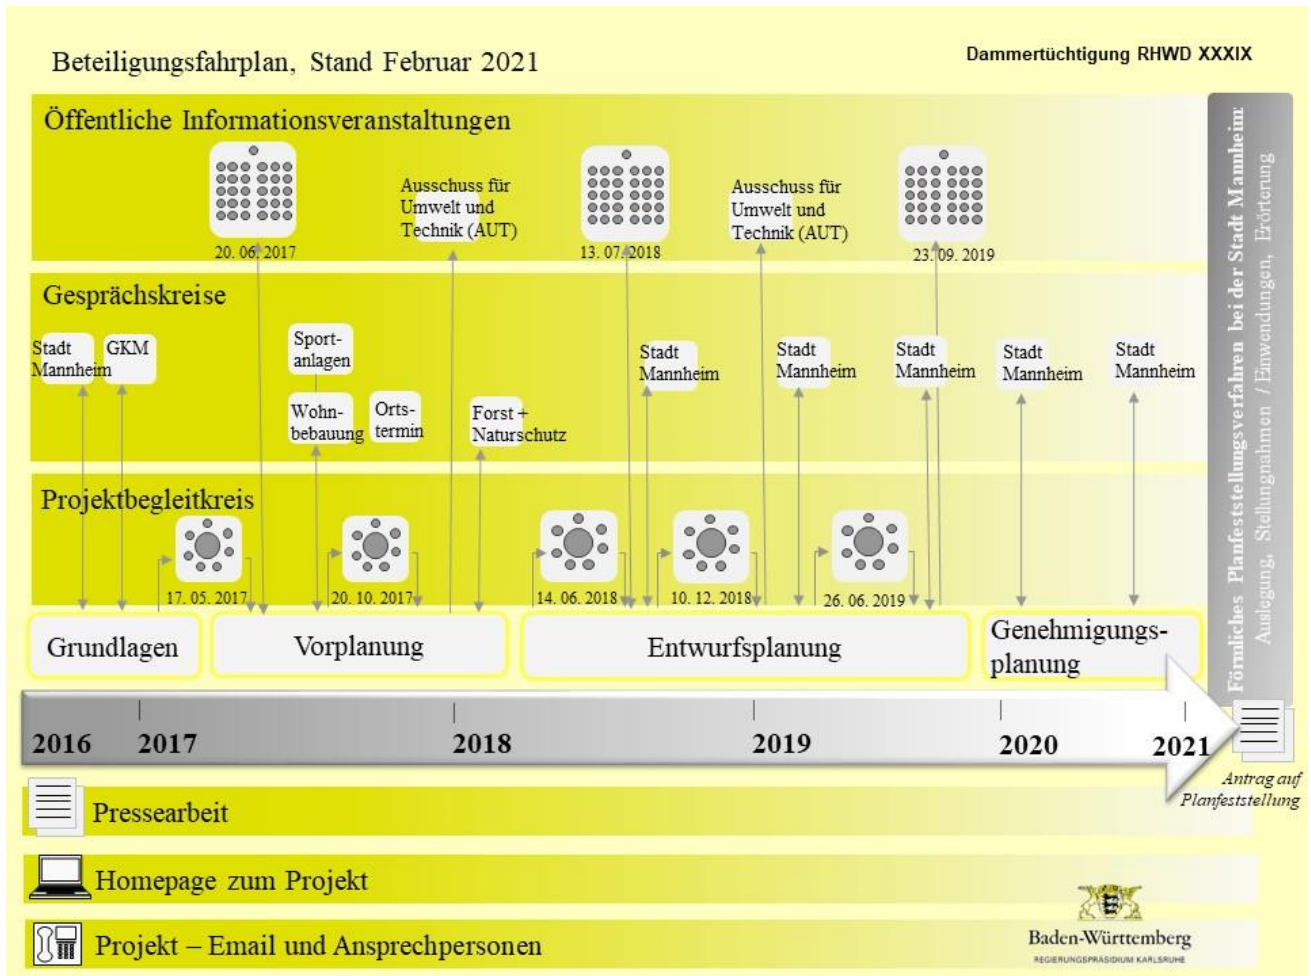 Beteiligungsfahrplan, Stand Februar 2021
Dammertüchtigung RHWD XXXIX
Öffentliche Informationsveranstaltungen
20. 06. 2017
Ausschuss für
Umwelt und
Technik (AUT)
13. 07. 2018
Ausschuss für
Umwelt und
Technik (AUT)
23. 09. 2019
Gesprächskreise
Stadt
Mannheim
GKM
Sport-
anlagen
Wohn-
bebauung
Orts-
termin
Forst +
Naturschutz
Stadt
Mannheim
Stadt
Mannheim
Stadt
Mannheim
Stadt
Mannheim
Stadt
Mannheim
Projektbegleitkreis
17. 05. 2017
20. 10. 2017
14. 06. 2018
10. 12. 2018
26. 06. 2019
Grundlagen
Vorplanung
Entwurfsplanung
Genehmigungs-
planung
Förmliches Planfeststellungsverfahren bei der Stadt Mannheim:
Auslegung, Stellungnahmen / Einwendungen, Erörterung
2016
2017
2018
2019
2020
2021
Antrag auf
Planfeststellung
Pressearbeit
Homepage zum Projekt
Projekt – Email und Ansprechpersonen
Baden-Württemberg
REGIERUNGSPRÄSIDIUM KARLSRUHE